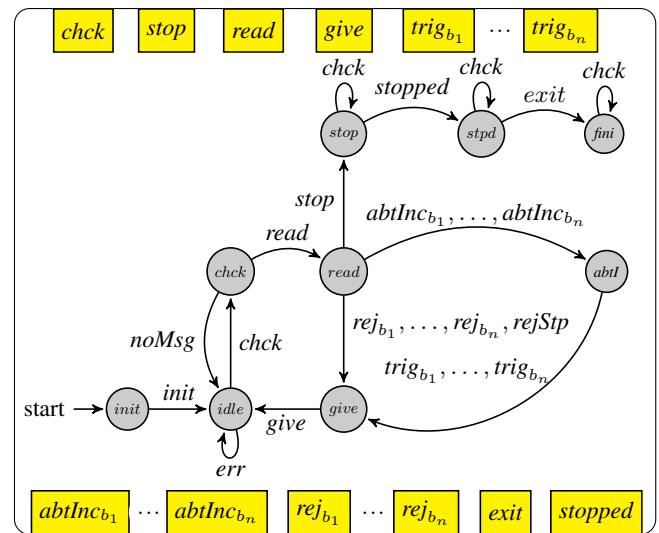 chck stop read give trig_{b_1} ... trig_{b_n}
chck chck chck
stopped exit
stop stpd fini
stop
abtInc_{b_1}, ..., abtInc_{b_n}
read
chck read abtI
rej_{b_1}, ..., rej_{b_n}, rejStp
noMsg chck
trig_{b_1}, ..., trig_{b_n}
start init init idle give give
err
abtInc_{b_1} ... abtInc_{b_n} rej_{b_1} ... rej_{b_n} exit stopped